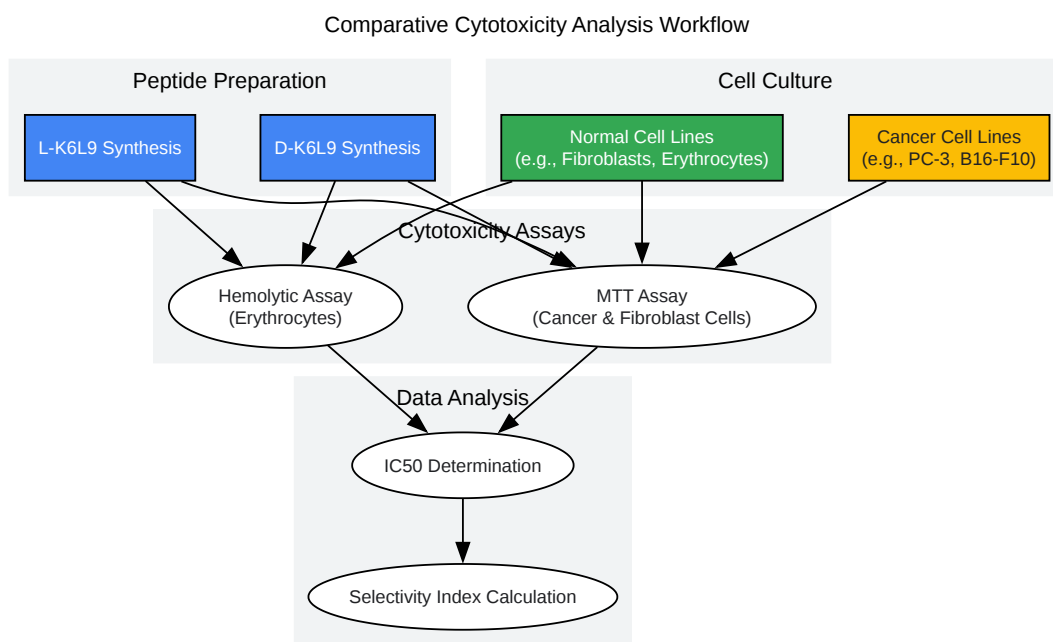 Comparative Cytotoxicity Analysis Workflow
Peptide Preparation
Cell Culture
L-K6L9 Synthesis
D-K6L9 Synthesis
Normal Cell Lines
(e.g., Fibroblasts, Erythrocytes)
Cancer Cell Lines
(e.g., PC-3, B16-F10)
Cytotoxicity Assays
Hemolytic Assay
(Erythrocytes)
MTT Assay
(Cancer & Fibroblast Cells)
Data Analysis
IC50 Determination
Selectivity Index Calculation